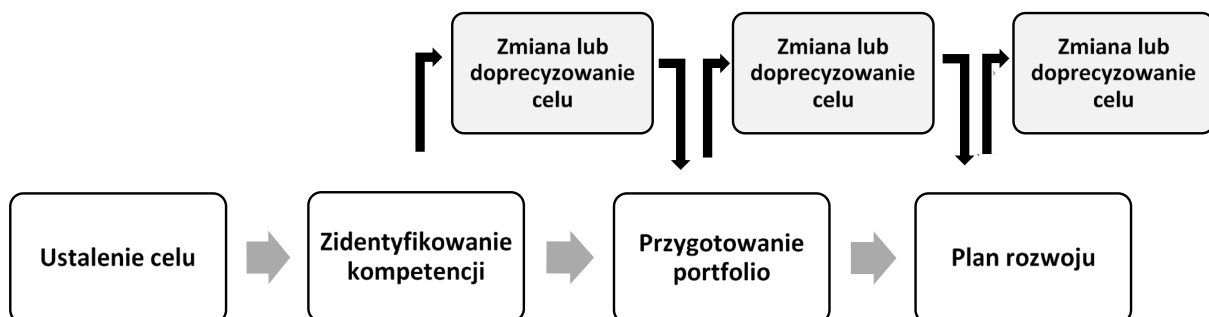 Zmiana lub
doprecyzowanie
celu
Zmiana lub
doprecyzowanie
celu
Zmiana lub
doprecyzowanie
celu
Ustalenie celu
Zidentyfikowanie
kompetencji
Przygotowanie
portfolio
Plan rozwoju